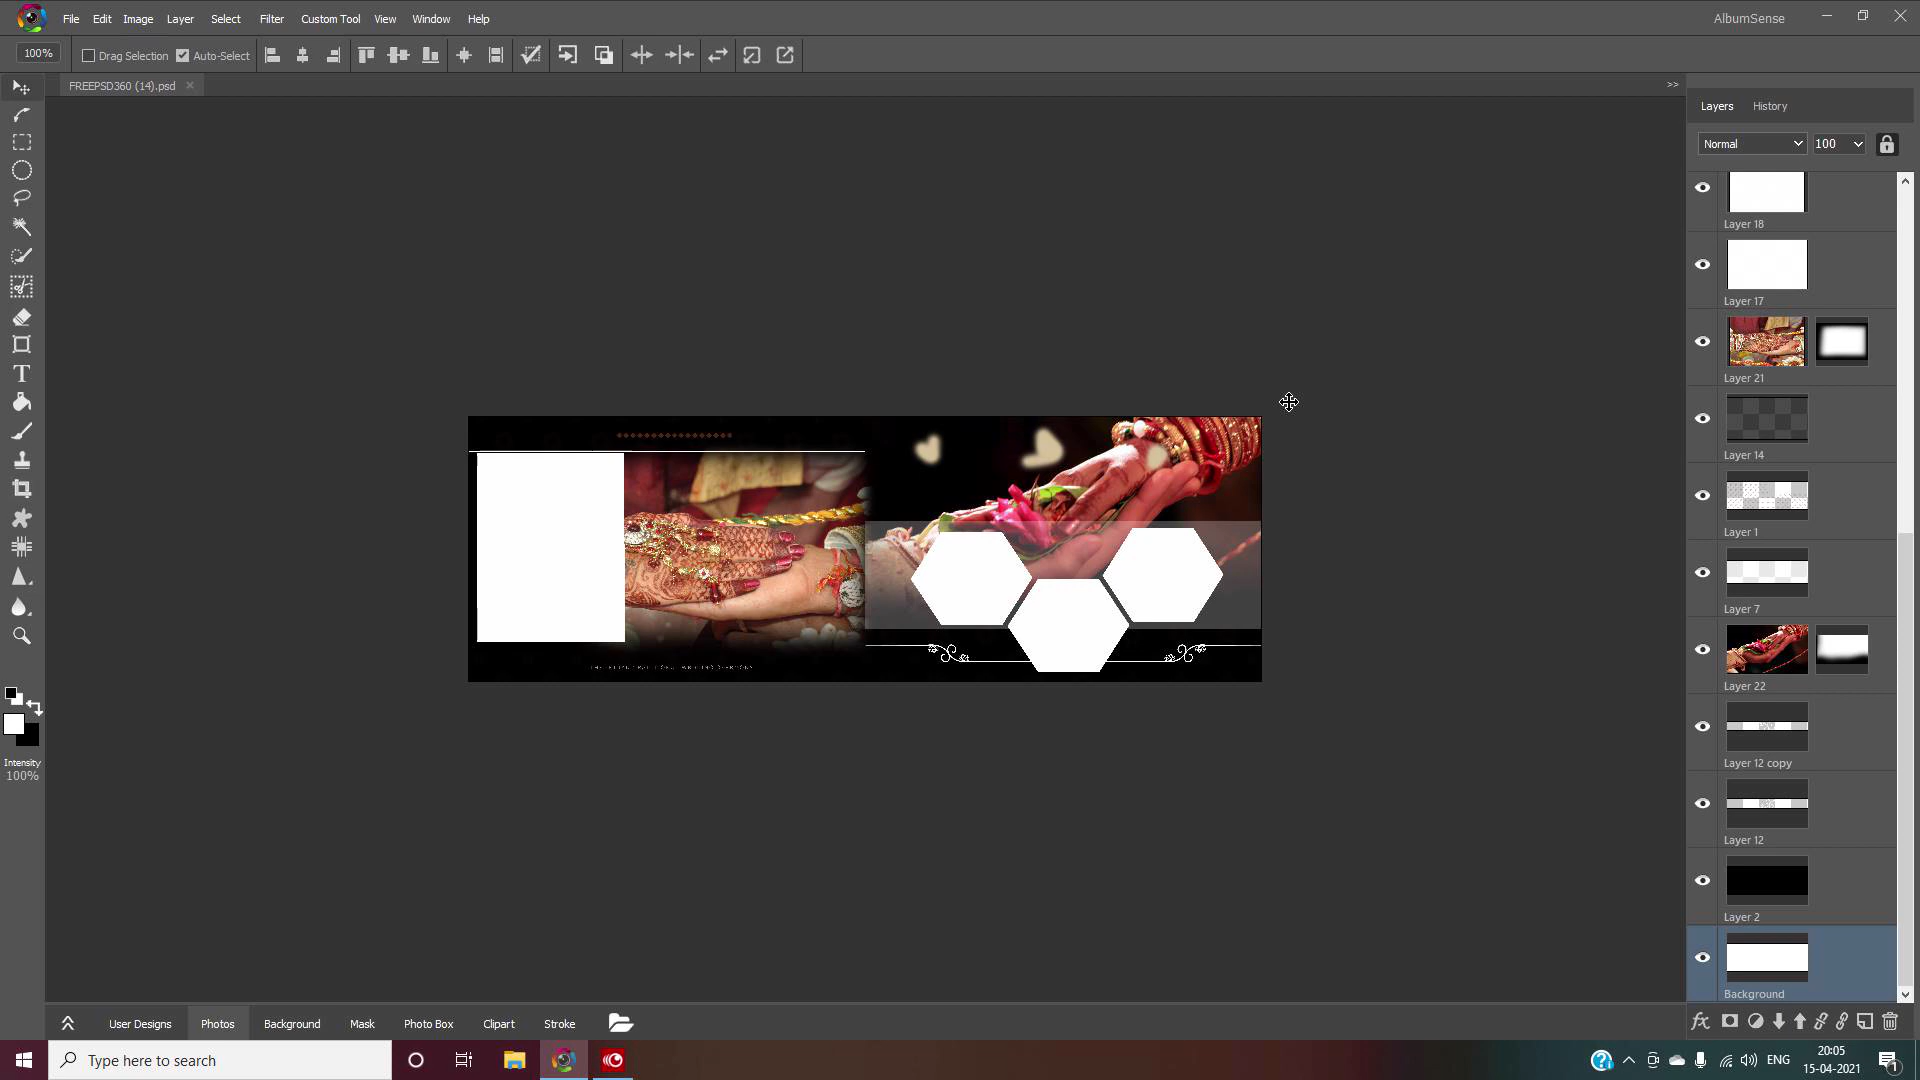 File Edit Image Layer Select Filter Custom Tool View Window Help AlbumSense
100% Drag Selection Auto-Select
FREEPSD360 (14).psd × >>
Layers History
Normal 100
Layer 18
Layer 17
Layer 21
Layer 14
Layer 1
Layer 7
Layer 22
Layer 12 copy
Layer 12
Layer 2
Background
Intensity
100%
User Designs Photos Background Mask Photo Box Clipart Stroke
Type here to search
ENG
20:05
15-04-2021
1